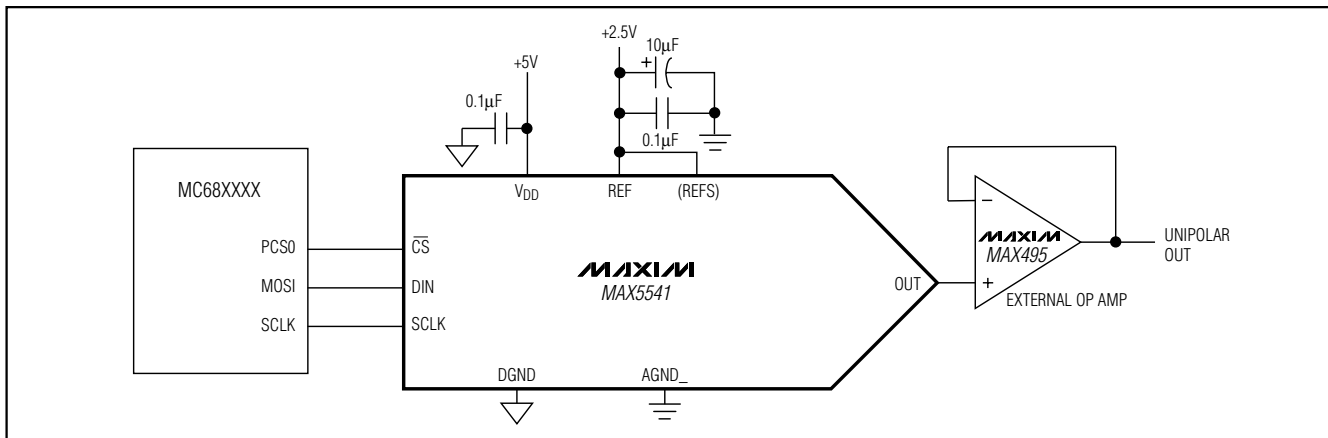 +2.5V
10μF
+
+5V
0.1μF
0.1μF
MC68XXXX
VDD
REF
(REFS)
PCS0
CS
MOSI
DIN
SCLK
SCLK
MAXIM
MAX5541
OUT
DGND
AGND_
−
MAXIM
MAX495
+
EXTERNAL OP AMP
UNIPOLAR
OUT